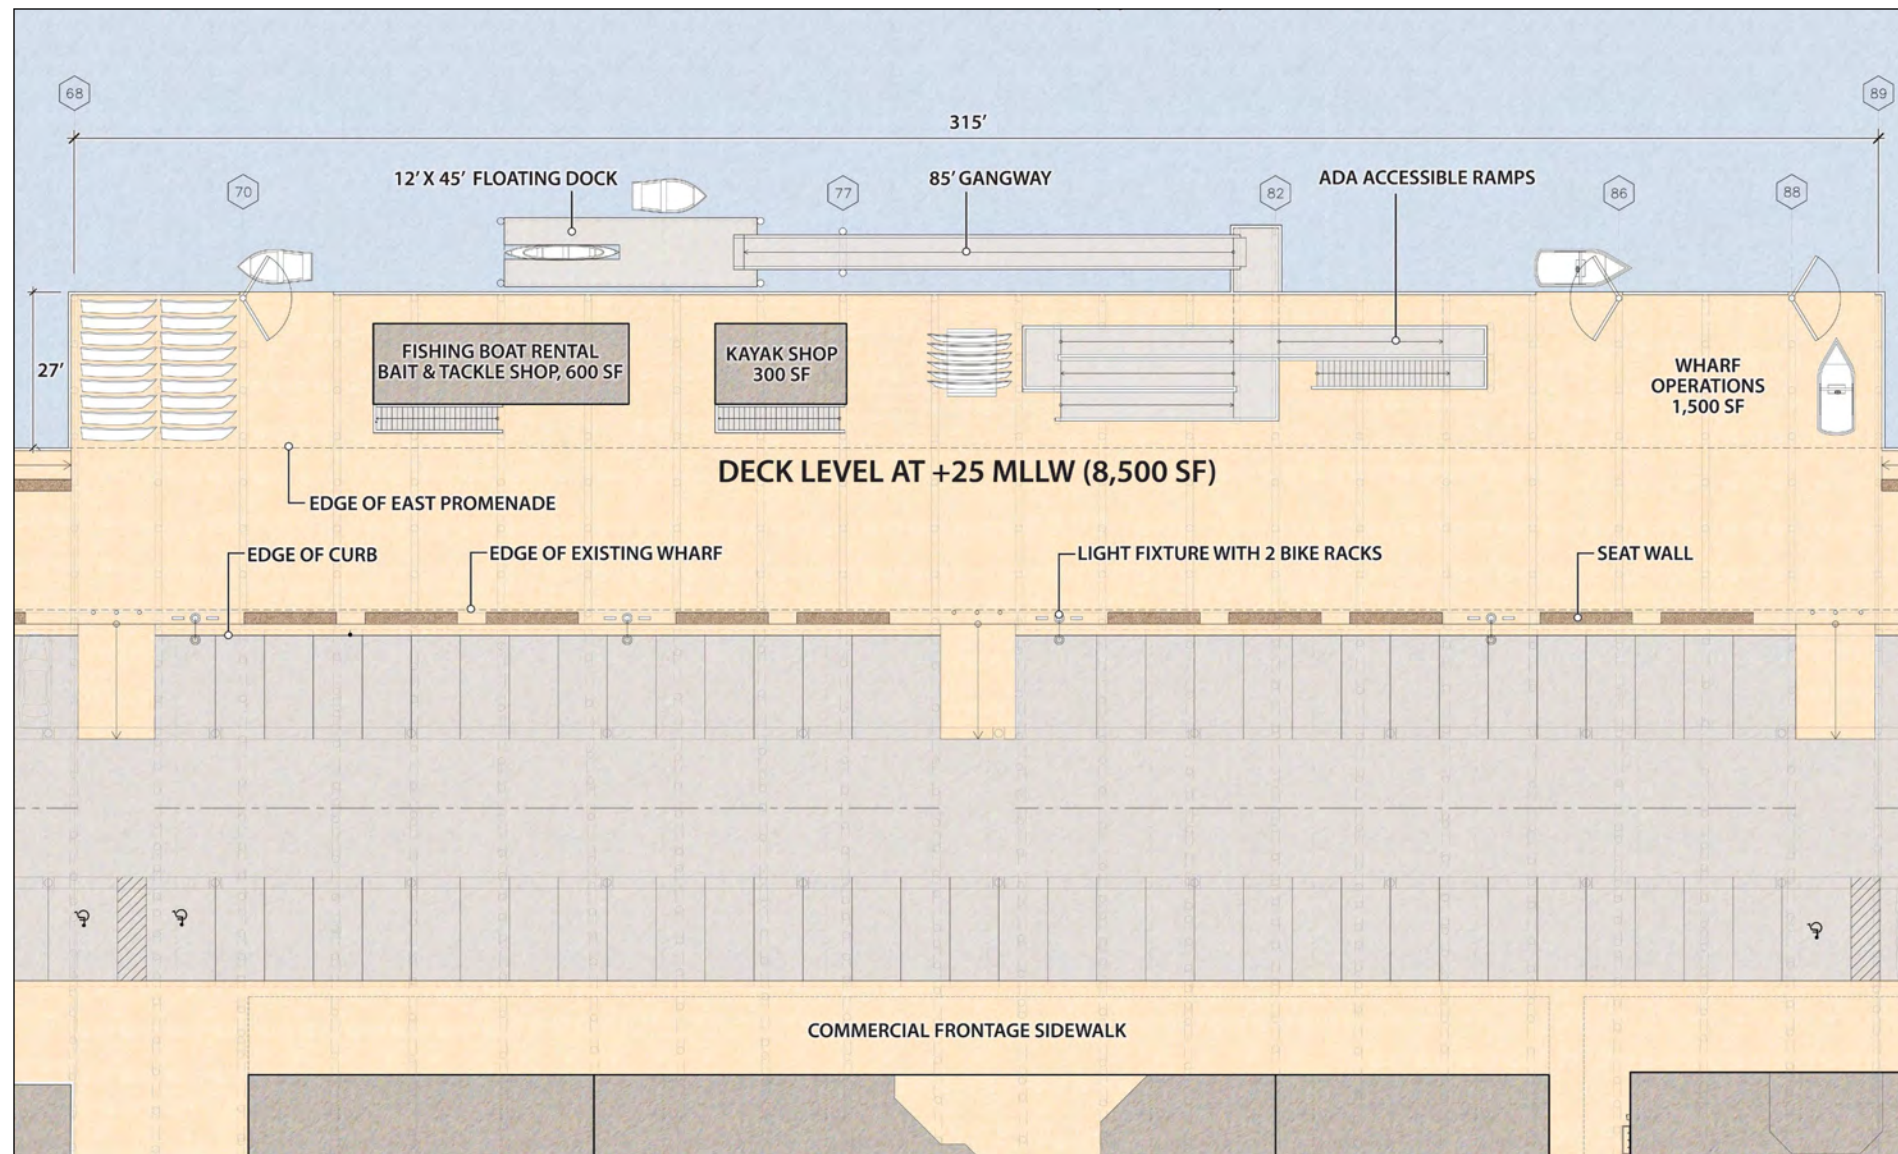 68
89
315'
12' X 45' FLOATING DOCK
85' GANGWAY
ADA ACCESSIBLE RAMPS
70
77
82
86
88
27'
FISHING BOAT RENTAL
BAIT & TACKLE SHOP, 600 SF
KAYAK SHOP
300 SF
WHARF
OPERATIONS
1,500 SF
DECK LEVEL AT +25 MLLW (8,500 SF)
EDGE OF EAST PROMENADE
EDGE OF CURB
EDGE OF EXISTING WHARF
LIGHT FIXTURE WITH 2 BIKE RACKS
SEAT WALL
COMMERCIAL FRONTAGE SIDEWALK